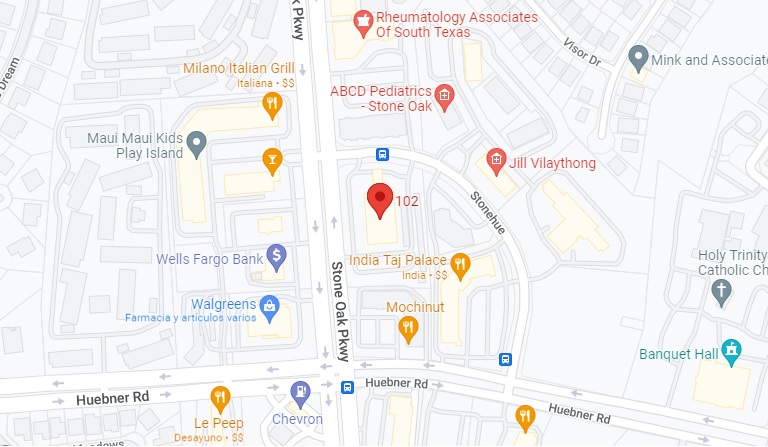 k Pkwy
Rheumatology Associates
Of South Texas
Visor Dr
Mink and Associate
s Dream
Milano Italian Grill
Italiana • $$
ABCD Pediatrics
- Stone Oak
Maui Maui Kids
Play Island
Jill Vilaythong
102
Stonehue
Wells Fargo Bank
India Taj Palace
India • $$
Holy Trinity
Catholic Ch
Stone Oak Pkwy
Walgreens
Farmacia y artículos varios
Mochinut
Banquet Hall
Huebner Rd
Huebner Rd
Huebner Rd
Chevron
Le Peep
Desayuno • $$